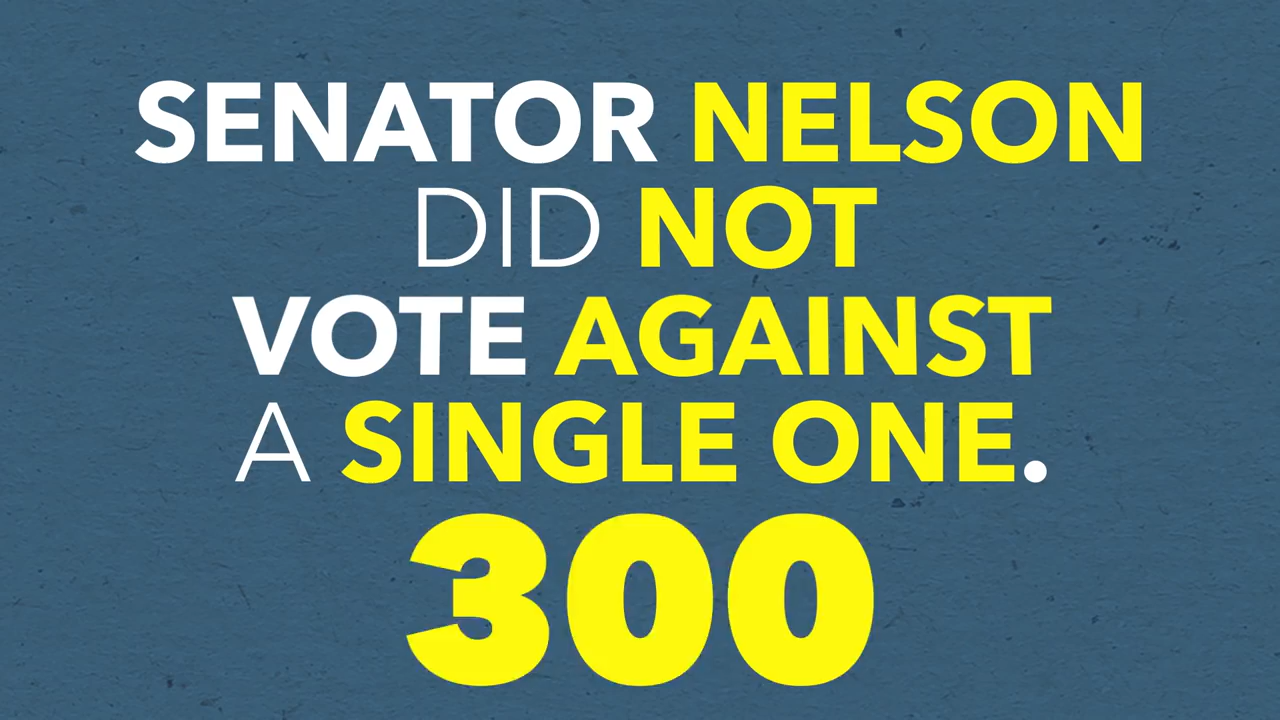 SENATOR NELSON
DID NOT
VOTE AGAINST
A SINGLE ONE.
300